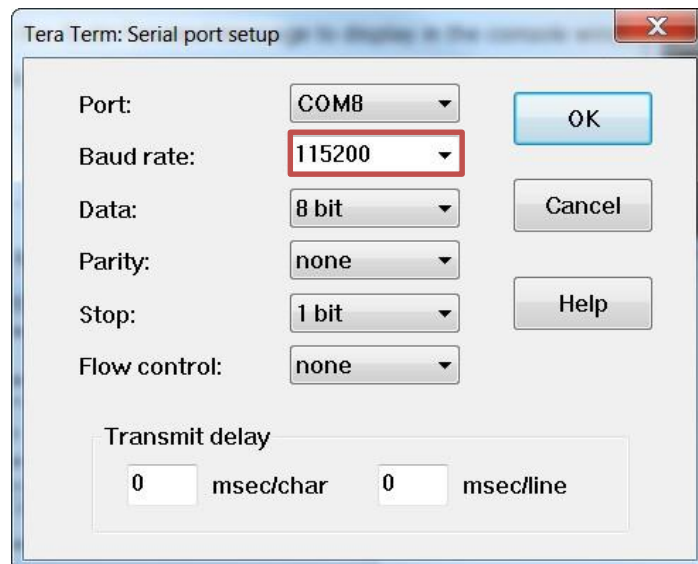 Tera Term: Serial port setup
Port:
COM8
OK
Baud rate:
115200
Data:
8 bit
Cancel
Parity:
none
Stop:
1 bit
Help
Flow control:
none
Transmit delay
0 msec/char 0 msec/line